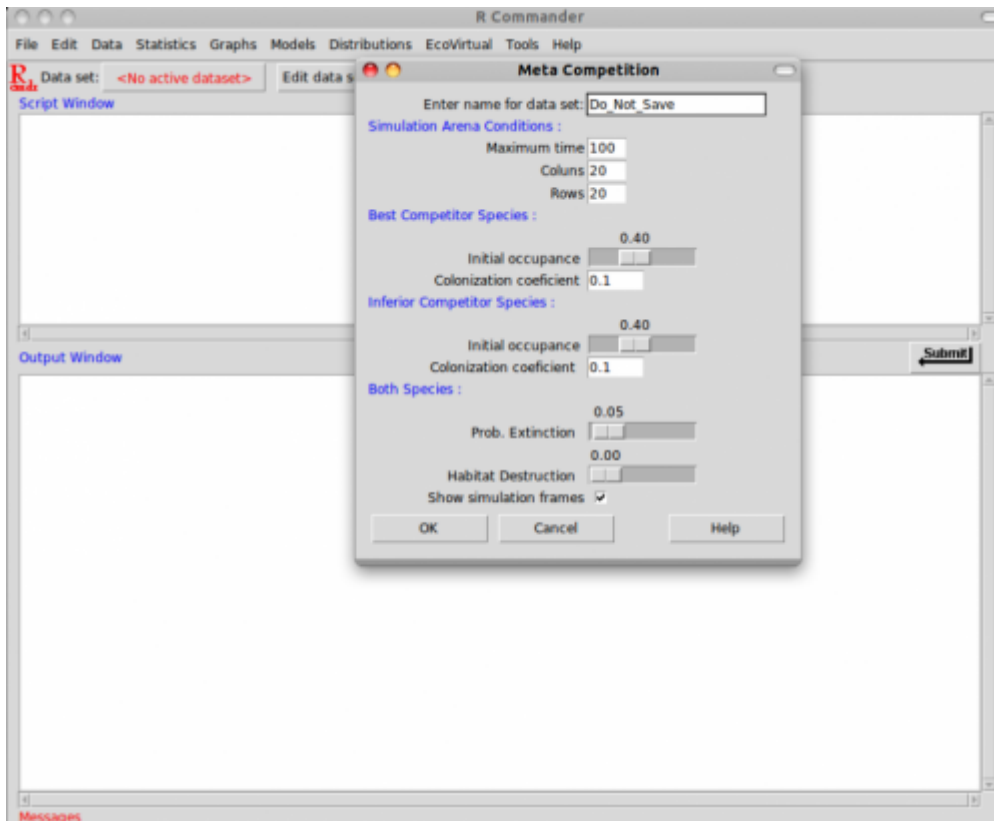 R Commander
File Edit Data Statistics Graphs Models Distributions EcoVirtual Tools Help
R Data set: <No active dataset> Edit data s
Script Window
Meta Competition
Enter name for data set: Do_Not_Save
Simulation Arena Conditions :
Maximum time 100
Coluns 20
Rows 20
Best Competitor Species :
0.40
Initial occupance
Colonization coeficient 0.1
Inferior Competitor Species :
0.40
Initial occupance
Colonization coeficient 0.1
Both Species :
0.05
Prob. Extinction
0.00
Habitat Destruction
Show simulation frames
OK Cancel Help
Output Window
Submit
Messages